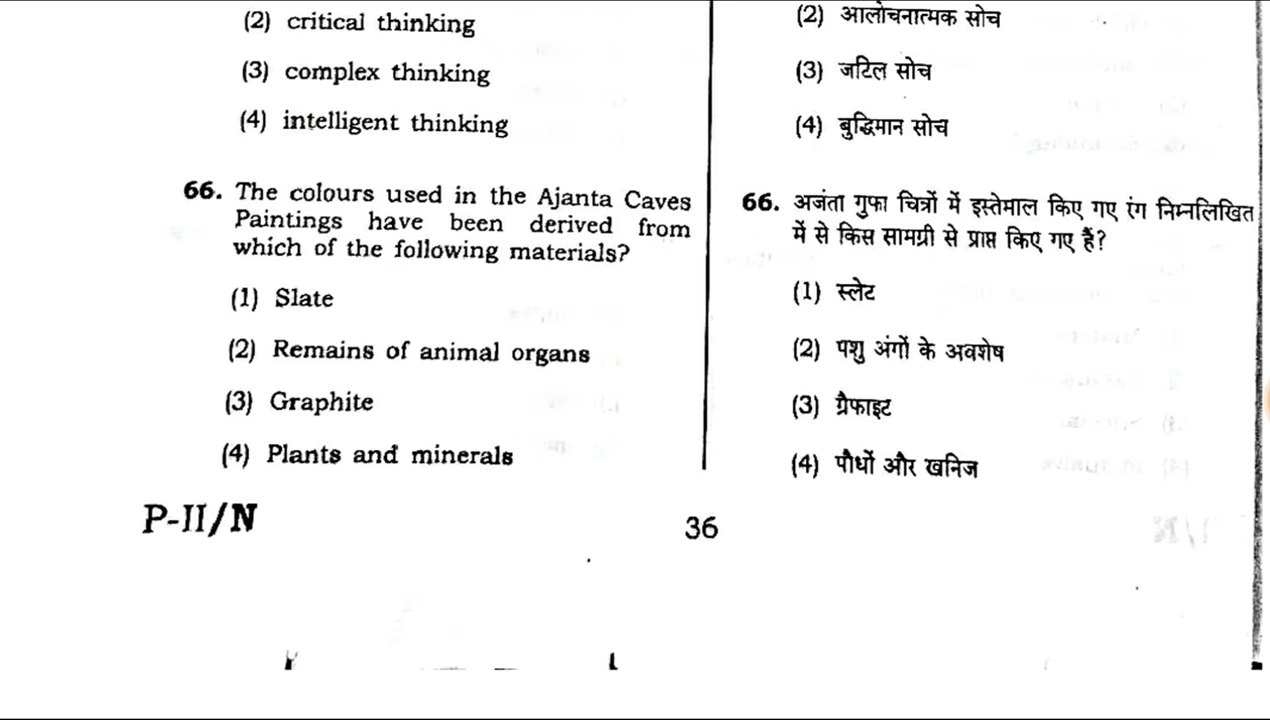 (2) critical thinking
(3) complex thinking
(4) intelligent thinking
66. The colours used in the Ajanta Caves
Paintings have been derived from
which of the following materials?
(1) Slate
(2) Remains of animal organs
(3) Graphite
(4) Plants and minerals
(2) आलोचनात्मक सोच
(3) जटिल सोच
(4) बुद्धिमान सोच
66. अजंता गुफा चित्रों में इस्तेमाल किए गए रंग निम्नलिखित
में से किस सामग्री से प्राप्त किए गए हैं?
(1) स्लेट
(2) पशु अंगों के अवशेष
(3) ग्रैफाइट
(4) पौधों और खनिज
P-II/N
36